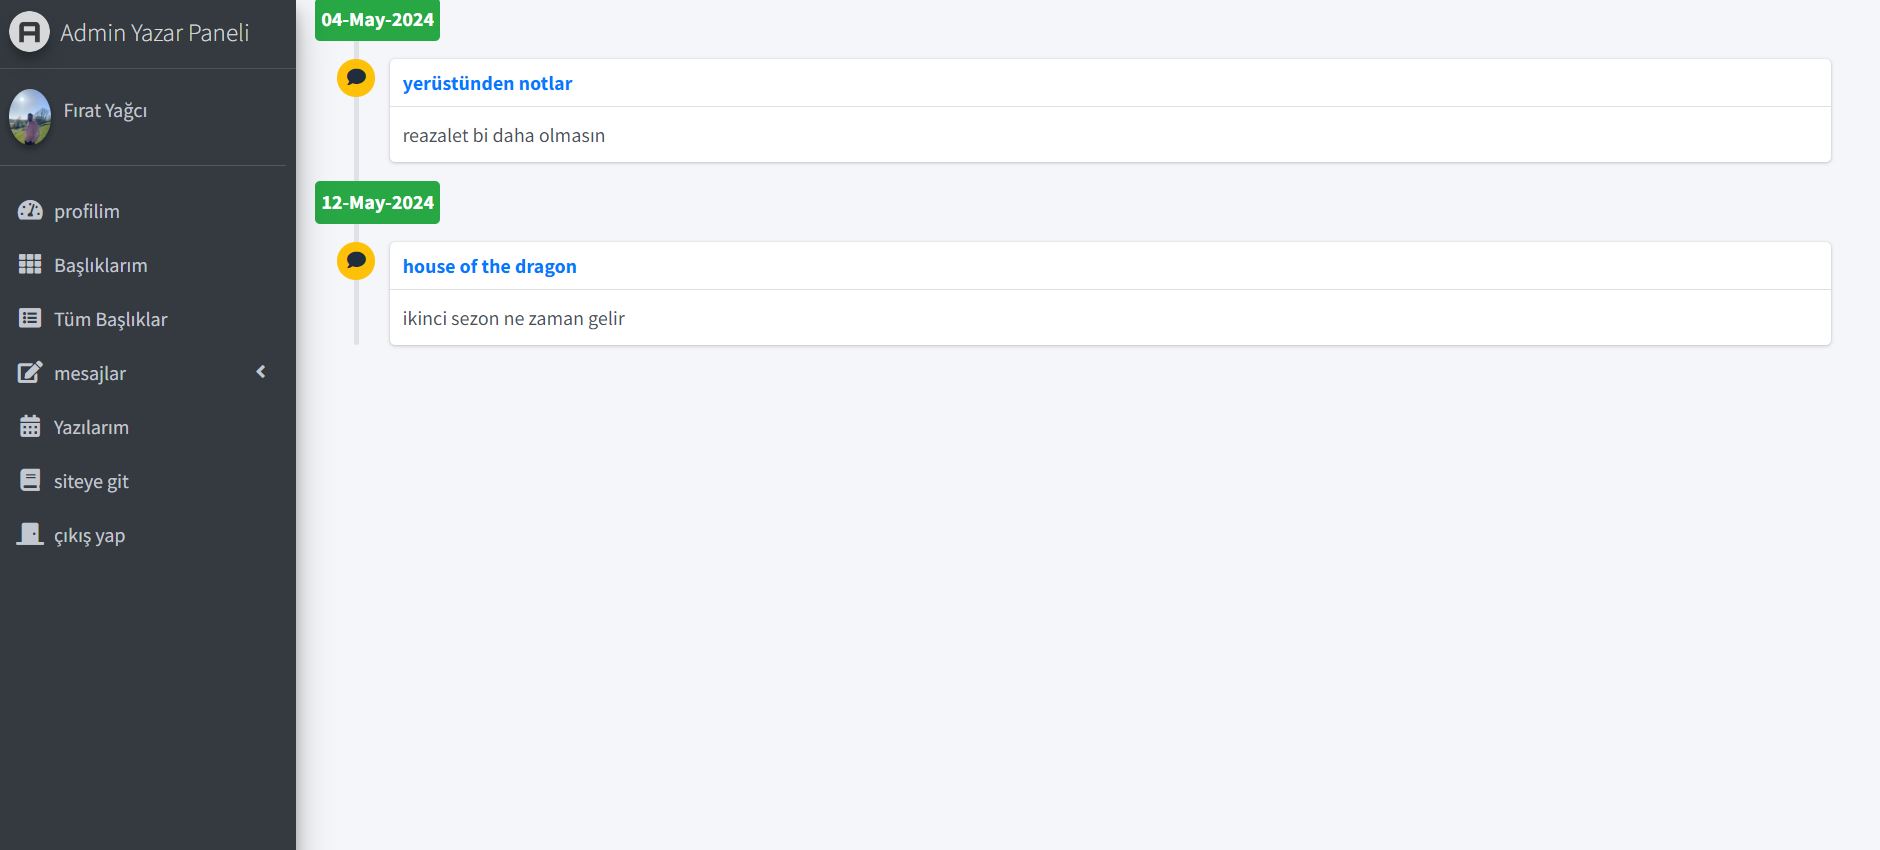 Admin Yazar Paneli
Fırat Yağcı
profilim
Başlıklarım
Tüm Başlıklar
mesajlar
Yazılarım
siteye git
çıkış yap
04-May-2024
yerüstünden notlar
reazalet bi daha olmasın
12-May-2024
house of the dragon
ikinci sezon ne zaman gelir